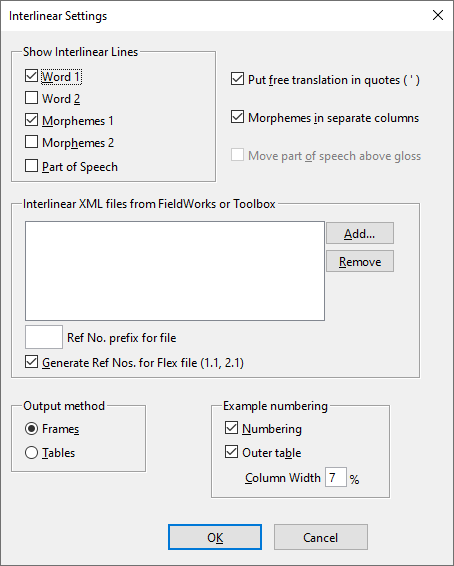 Interlinear Settings
Show Interlinear Lines
Word 1
Word 2
Morphemes 1
Morphemes 2
Part of Speech
Put free translation in quotes ( ' )
Morphemes in separate columns
Move part of speech above gloss
Interlinear XML files from FieldWorks or Toolbox
Add...
Remove
Ref No. prefix for file
Generate Ref Nos. for Flex file (1.1, 2.1)
Output method
Frames
Tables
Example numbering
Numbering
Outer table
Column Width 7 %
OK Cancel